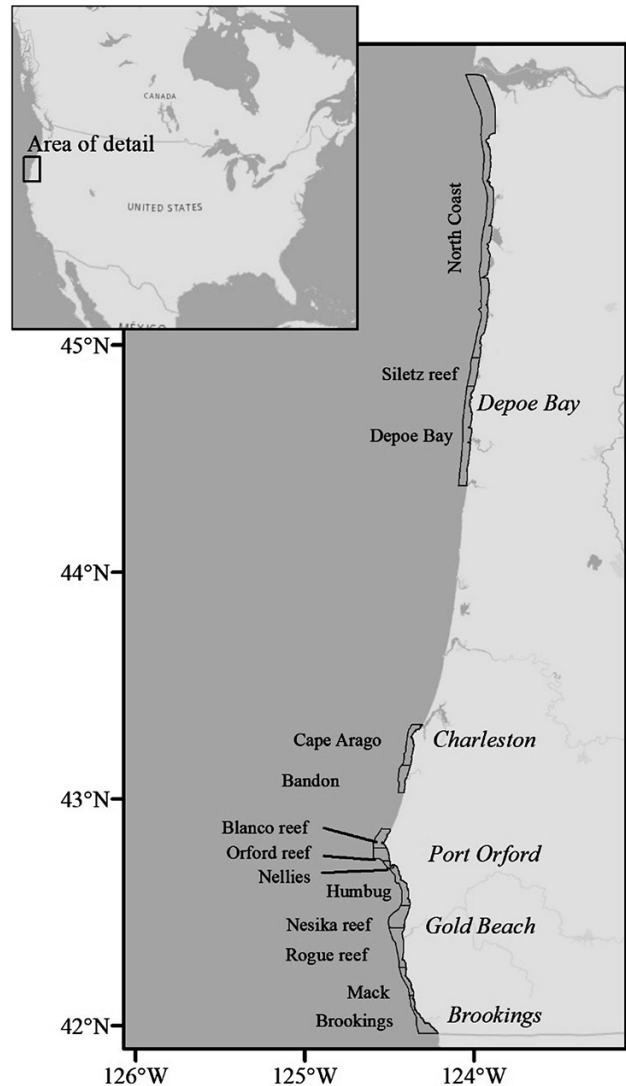 CANADA
Area of detail
UNITED STATES
MÉXICO
North Coast
45°N
Siletz reef
Depoe Bay
Depoe Bay
44°N
Cape Arago
Charleston
Bandon
43°N
Blanco reef
Orford reef
Port Orford
Nellies
Humbug
Nesika reef
Gold Beach
Rogue reef
Mack
Brookings
Brookings
42°N
126°W
125°W
124°W